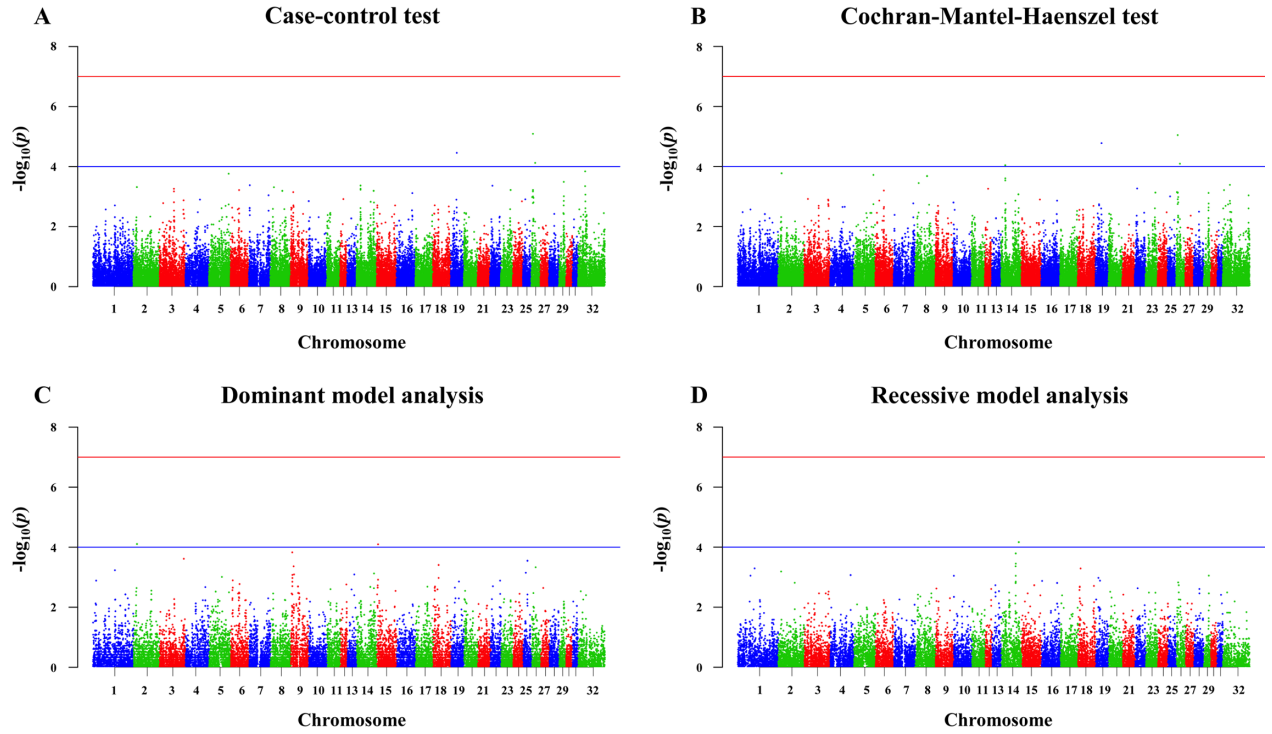 A Case-control test
8
6
4
2
0
-log10(p)
1 2 3 4 5 6 7 8 9 10 11 13 14 15 16 17 18 19 21 23 25 27 29 32
Chromosome
B Cochran-Mantel-Haenszel test
8
6
4
2
0
-log10(p)
1 2 3 4 5 6 7 8 9 10 11 12 13 14 15 16 17 18 19 21 23 25 27 29 32
Chromosome
C Dominant model analysis
8
6
4
2
0
-log10(p)
1 2 3 4 5 6 7 8 9 10 11 13 14 15 16 17 18 19 21 23 25 27 29 32
Chromosome
D Recessive model analysis
8
6
4
2
0
-log10(p)
1 2 3 4 5 6 7 8 9 10 11 13 14 15 16 17 18 19 21 23 25 27 29 32
Chromosome